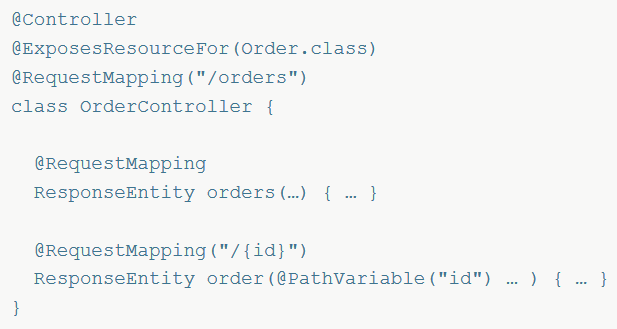 @Controller
@ExposesResourceFor(Order.class)
@RequestMapping("/orders")
class OrderController {
@RequestMapping
ResponseEntity orders(…) { … }
@RequestMapping("/{id}")
ResponseEntity order(@PathVariable("id") … ) { … }
}